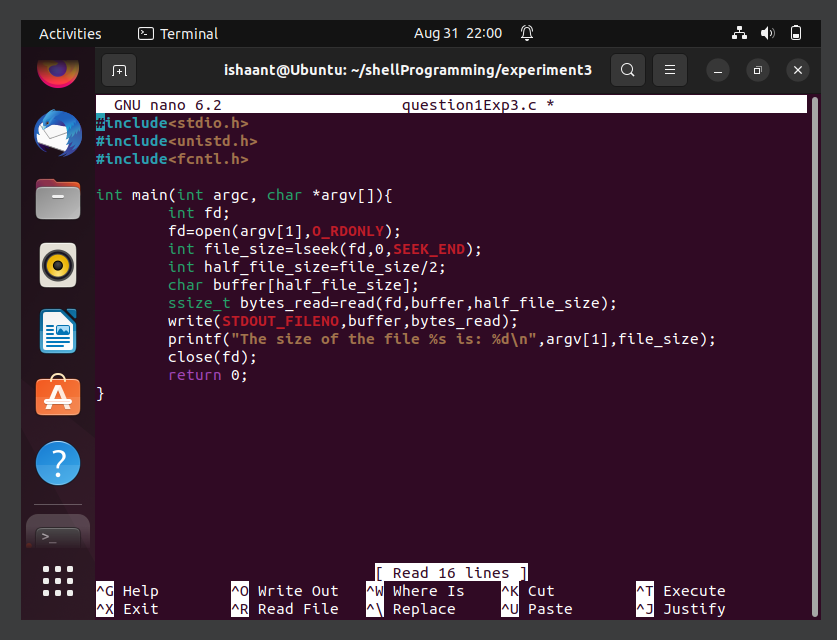 Activities Terminal Aug 31 22:00
ishaant@Ubuntu: ~/shellProgramming/experiment3
GNU nano 6.2 question1Exp3.c *
#include<stdio.h>
#include<unistd.h>
#include<fcntl.h>
int main(int argc, char *argv[]){
int fd;
fd=open(argv[1],O_RDONLY);
int file_size=lseek(fd,0,SEEK_END);
int half_file_size=file_size/2;
char buffer[half_file_size];
ssize_t bytes_read=read(fd,buffer,half_file_size);
write(STDOUT_FILENO,buffer,bytes_read);
printf("The size of the file %s is: %d\n",argv[1],file_size);
close(fd);
return 0;
}
[ Read 16 lines ]
^G Help ^O Write Out ^W Where Is ^K Cut ^T Execute
^X Exit ^R Read File ^\ Replace ^U Paste ^J Justify